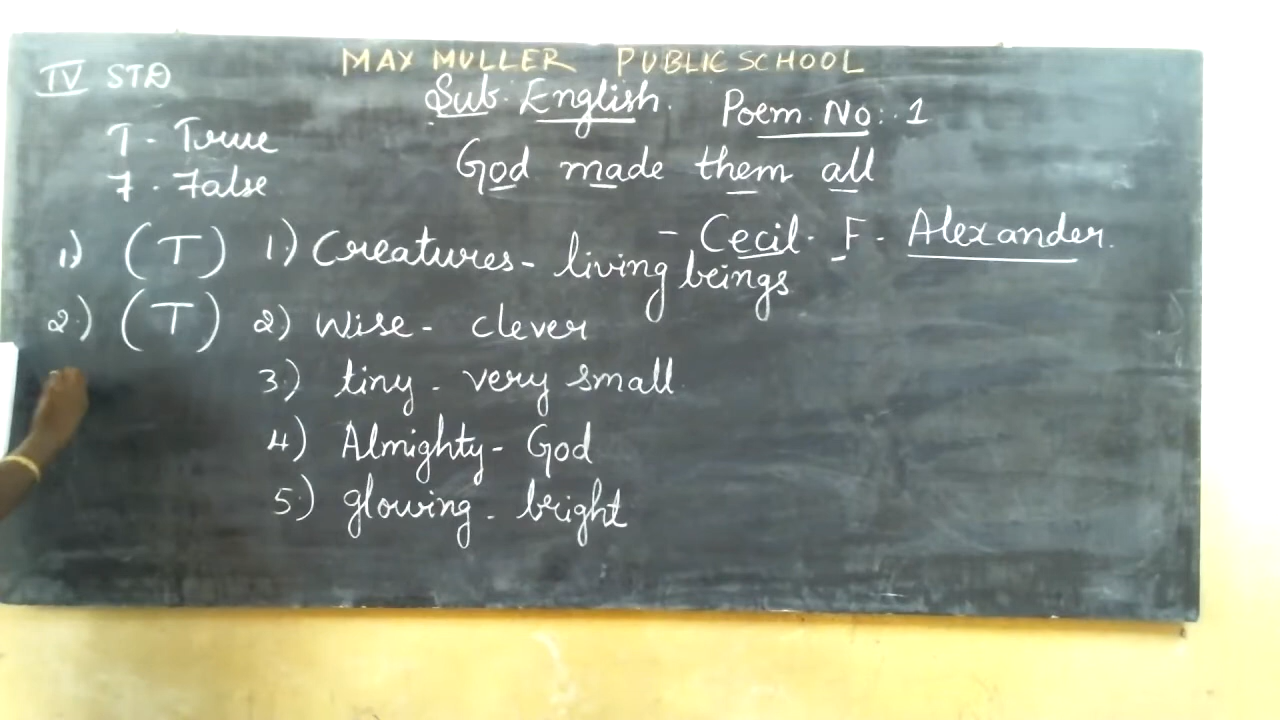 MAX MULLER PUBLIC SCHOOL
IV STD
Sub: English. Poem No: 1
T - True
F - False
God made them all
- Cecil. F. Alexander.
1) (T) 1) Creatures - living beings
2) (T) 2) Wise - clever
3) tiny - very small
4) Almighty - God
5) glowing - bright